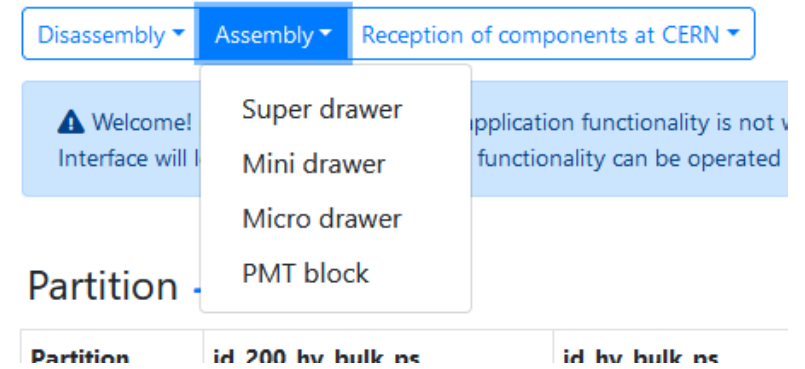 Disassembly Assembly Reception of components at CERN
Super drawer
Mini drawer
Micro drawer
PMT block
Welcome! application functionality is not
Interface will functionality can be operated
Partition
Partition id_200_hv_bulk_ps id_hv_bulk_ps